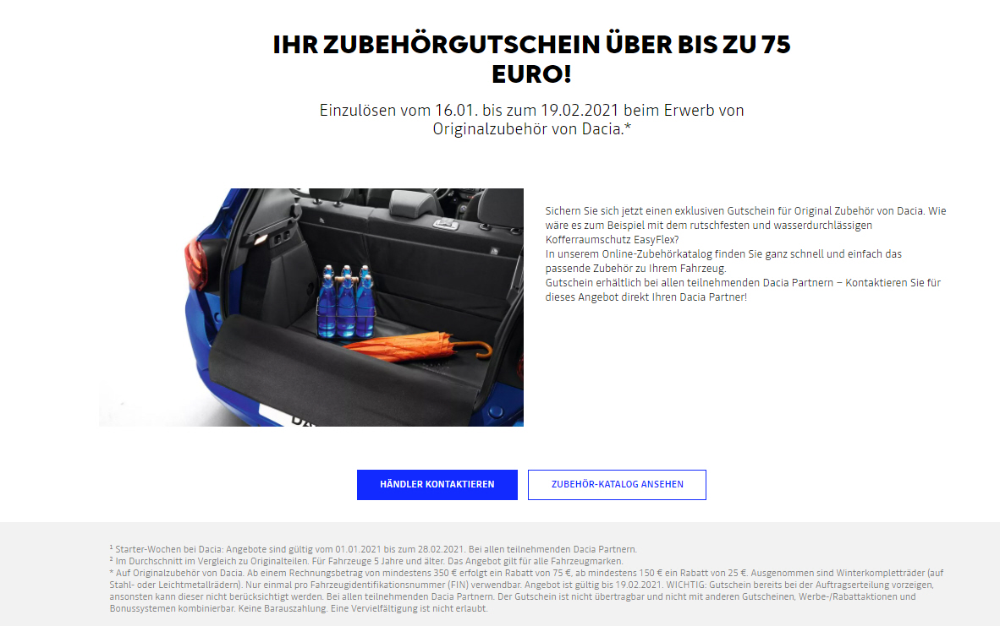 IHR ZUBEHÖRGUTSCHEIN ÜBER BIS ZU 75
EURO!
Einzulösen vom 16.01. bis zum 19.02.2021 beim Erwerb von
Originalzubehör von Dacia.*
Sichern Sie sich jetzt einen exklusiven Gutschein für Original Zubehör von Dacia. Wie
wäre es zum Beispiel mit dem rutschfesten und wasserdurchlässigen
Kofferraumschutz EasyFlex?
In unserem Online-Zubehörkatalog finden Sie ganz schnell und einfach das
passende Zubehör zu Ihrem Fahrzeug.
Gutschein erhältlich bei allen teilnehmenden Dacia Partnern – Kontaktieren Sie für
dieses Angebot direkt Ihren Dacia Partner!
HÄNDLER KONTAKTIEREN
ZUBEHÖR-KATALOG ANSEHEN
¹ Starter-Wochen bei Dacia: Angebote sind gültig vom 01.01.2021 bis zum 28.02.2021. Bei allen teilnehmenden Dacia Partnern.
² Im Durchschnitt im Vergleich zu Originalteilen. Für Fahrzeuge 5 Jahre und älter. Das Angebot gilt für alle Fahrzeugmarken.
* Auf Originalzubehör von Dacia. Ab einem Rechnungsbetrag von mindestens 350 € erfolgt ein Rabatt von 75 €, ab mindestens 150 € ein Rabatt von 25 €. Ausgenommen sind Winterkompletträder (auf
Stahl- oder Leichtmetallrädern). Nur einmal pro Fahrzeugidentifikationsnummer (FIN) verwendbar. Angebot ist gültig bis 19.02.2021. WICHTIG: Gutschein bereits bei der Auftragserteilung vorzeigen,
ansonsten kann dieser nicht berücksichtigt werden. Bei allen teilnehmenden Dacia Partnern. Der Gutschein ist nicht übertragbar und nicht mit anderen Gutscheinen, Werbe-/Rabattaktionen und
Bonussystemen kombinierbar. Keine Barauszahlung. Eine Vervielfältigung ist nicht erlaubt.